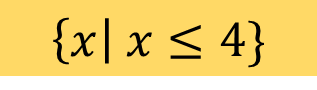 {x| x ≤ 4}